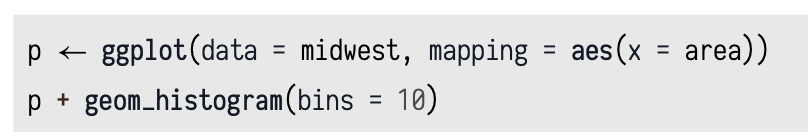 p ← ggplot(data = midwest, mapping = aes(x = area))
p + geom_histogram(bins = 10)